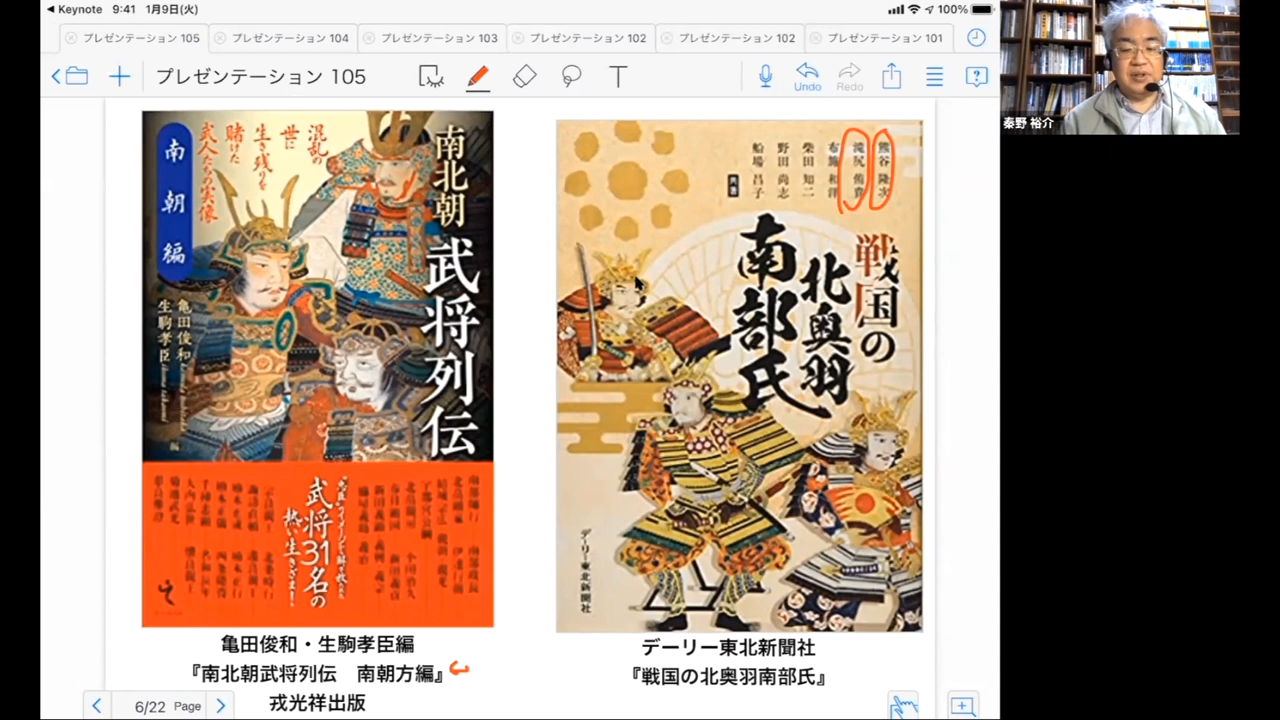 Keynote 9:41 1月9日(火)
100%
プレゼンテーション 105
プレゼンテーション 104
プレゼンテーション 103
プレゼンテーション 102
プレゼンテーション 102
プレゼンテーション 101
プレゼンテーション 105
Undo
Redo
秦野 裕介
南北朝
武将列伝
南朝編
混乱の
世に
生き残りを
賭けた
武人たちの実像
亀田俊和
生駒孝臣
編
武将31名の
熱い生きざま!
熊谷 隆次
滝尻 侑貴
布施 和洋
柴田 知二
野田 尚志
船場 昌子
共著
戦国の
北奥羽
南部氏
デーリー東北新聞社
亀田俊和・生駒孝臣編
『南北朝武将列伝 南朝方編』
戎光祥出版
デーリー東北新聞社
『戦国の北奥羽南部氏』
6/22 Page